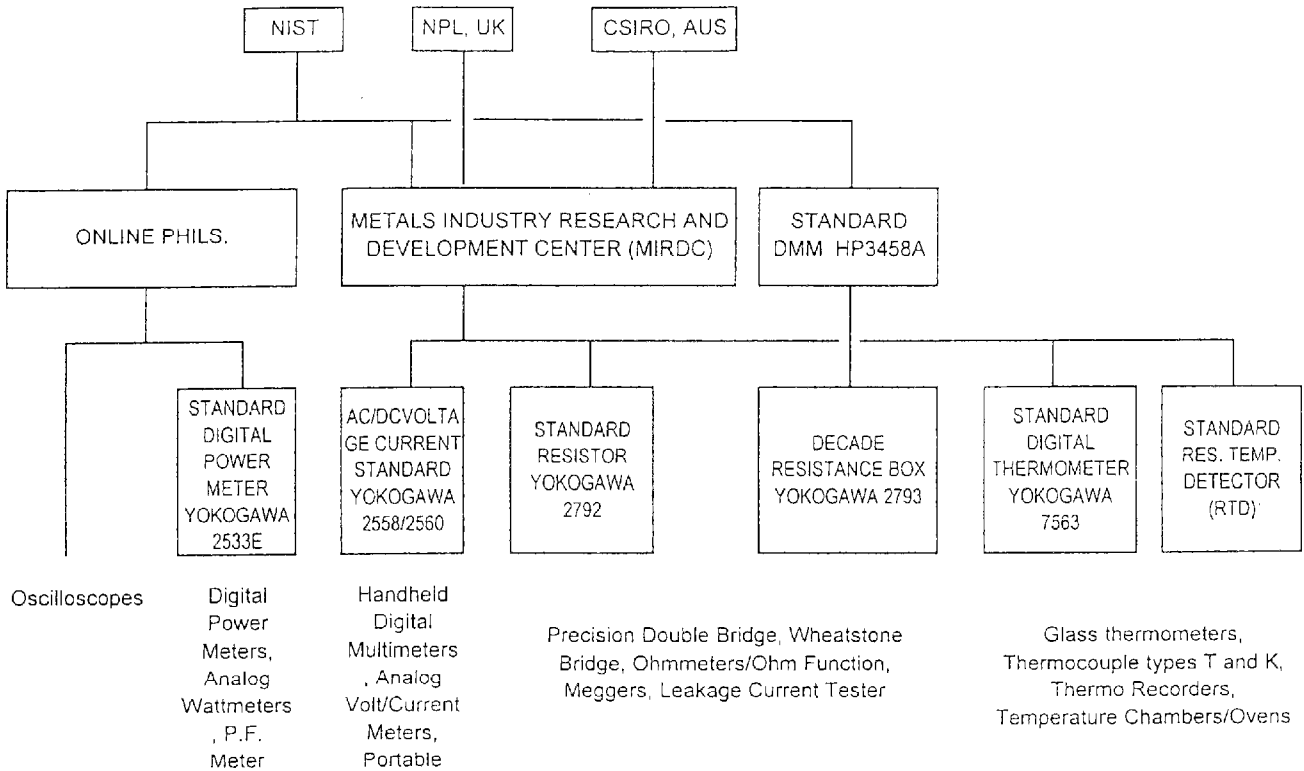 NIST
NPL, UK
CSIRO, AUS
ONLINE PHILS.
METALS INDUSTRY RESEARCH AND
DEVELOPMENT CENTER (MIRDC)
STANDARD
DMM HP3458A
STANDARD
DIGITAL
POWER
METER
YOKOGAWA
2533E
AC/DCVOLTA
GE CURRENT
STANDARD
YOKOGAWA
2558/2560
STANDARD
RESISTOR
YOKOGAWA
2792
DECADE
RESISTANCE BOX
YOKOGAWA 2793
STANDARD
DIGITAL
THERMOMETER
YOKOGAWA
7563
STANDARD
RES. TEMP.
DETECTOR
(RTD)
Oscilloscopes
Digital
Power
Meters,
Analog
Wattmeters
, P.F.
Meter
Handheld
Digital
Multimeters
, Analog
Volt/Current
Meters,
Portable
Precision Double Bridge, Wheatstone
Bridge, Ohmmeters/Ohm Function,
Meggers, Leakage Current Tester
Glass thermometers,
Thermocouple types T and K,
Thermo Recorders,
Temperature Chambers/Ovens